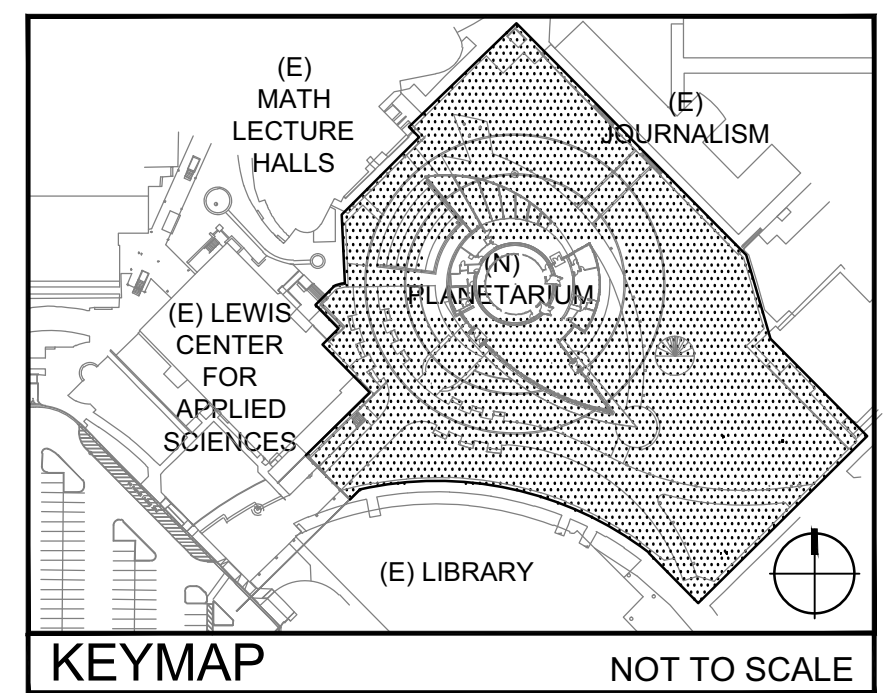 (E)
MATH
LECTURE
HALLS
(E)
JOURNALISM
(N)
PLANETARIUM
(E) LEWIS
CENTER
FOR
APPLIED
SCIENCES
(E) LIBRARY
KEYMAP
NOT TO SCALE